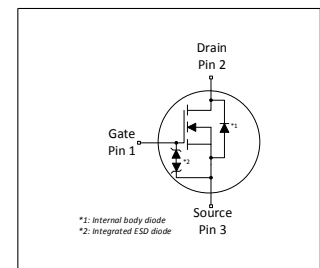 Drain
Pin 2
*1
Gate
Pin 1
*2
Source
Pin 3
*1: Internal body diode
*2: Integrated ESD diode